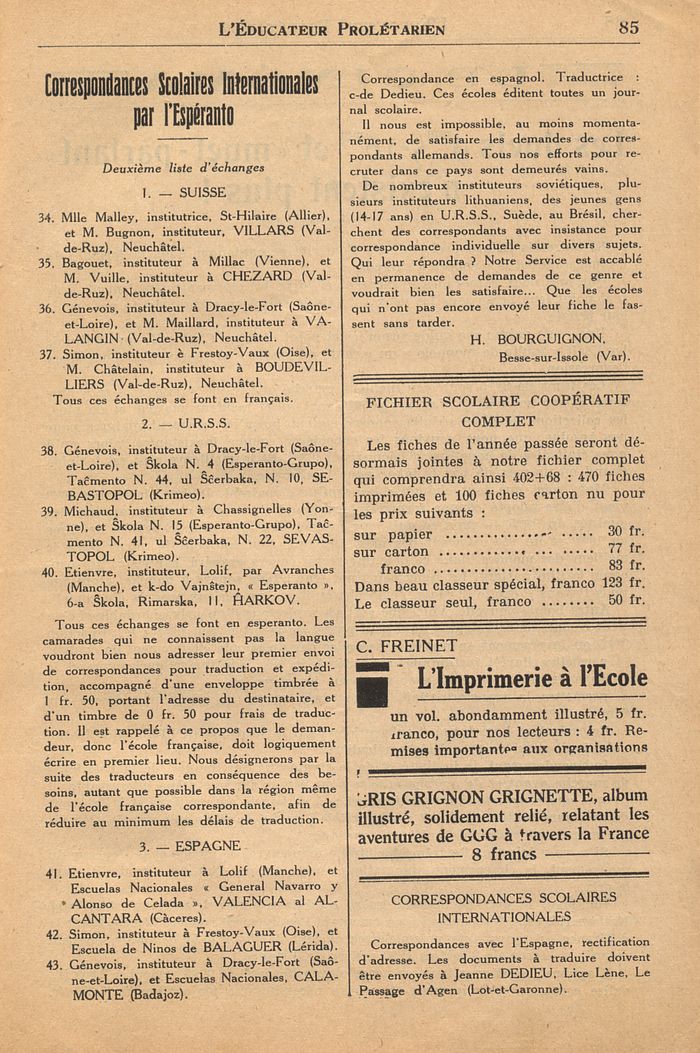 L'ÉDUCATEUR PROLÉTARIEN 85
Correspondances Scolaires Internationales
par l'Espéranto
Deuxième liste d'échanges
1. — SUISSE
34. Mlle Malley, institutrice, St-Hilaire (Allier),
et M. Bugnon, instituteur, VILLARS (Val-
de-Ruz), Neuchâtel.
35. Bagouet, instituteur à Millac (Vienne), et
M. Vuille, instituteur à CHEZARD (Val-
de-Ruz), Neuchâtel.
36. Génevois, instituteur à Dracy-le-Fort (Saône-
et-Loire), et M. Maillard, instituteur à VA-
LANGIN (Val-de-Ruz), Neuchâtel.
37. Simon, instituteur è Frestoy-Vaux (Oise), et
M. Châtelain, instituteur à BOUDEVIL-
LIERS (Val-de-Ruz), Neuchâtel.
Tous ces échanges se font en français.
2. — U.R.S.S.
38. Génevois, instituteur à Dracy-le-Fort (Saône-
et-Loire), et Škola N. 4 (Esperanto-Grupo),
Taĉmento N. 44, ul Ŝĉerbaka, N. 10, SE-
BASTOPOL (Krimeo).
39. Michaud, instituteur à Chassignelles (Yon-
ne), et Škola N. 15 (Esperanto-Grupo), Taĉ-
mento N. 41, ul Ŝĉerbaka, N. 22, SEVAS-
TOPOL (Krimeo).
40. Etienvre, instituteur, Lolif, par Avranches
(Manche), et k-do Vajnŝtejn, « Esperanto »,
6-a Škola, Rimarska, 11, HARKOV.
Tous ces échanges se font en esperanto. Les
camarades qui ne connaissent pas la langue
voudront bien nous adresser leur premier envoi
de correspondances pour traduction et expédi-
tion, accompagné d'une enveloppe timbrée à
1 fr. 50, portant l'adresse du destinataire, et
d'un timbre de 0 fr. 50 pour frais de traduc-
tion. Il est rappelé à ce propos que le deman-
deur, donc l'école française, doit logiquement
écrire en premier lieu. Nous désignerons par la
suite des traducteurs en conséquence des be-
soins, autant que possible dans la région même
de l'école française correspondante, afin de
réduire au minimum les délais de traduction.
3. — ESPAGNE
41. Etienvre, instituteur à Lolif (Manche), et
Escuelas Nacionales « General Navarro y
Alonso de Celada », VALENCIA al AL-
CANTARA (Càceres).
42. Simon, instituteur à Frestoy-Vaux (Oise), et
Escuela de Ninos de BALAGUER (Lérida).
43. Génevois, instituteur à Dracy-le-Fort (Saô-
ne-et-Loire), et Escuelas Nacionales, CALA-
MONTE (Badajoz).
Correspondance en espagnol. Traductrice :
c-de Dedieu. Ces écoles éditent toutes un jour-
nal scolaire.
Il nous est impossible, au moins momenta-
nément, de satisfaire les demandes de corres-
pondants allemands. Tous nos efforts pour re-
cruter dans ce pays sont demeurés vains.
De nombreux instituteurs soviétiques, plu-
sieurs instituteurs lithuaniens, des jeunes gens
(14-17 ans) en U.R.S.S., Suède, au Brésil, cher-
chent des correspondants avec insistance pour
correspondance individuelle sur divers sujets.
Qui leur répondra ? Notre Service est accablé
en permanence de demandes de ce genre et
voudrait bien les satisfaire... Que les écoles
qui n'ont pas encore envoyé leur fiche le fas-
sent sans tarder.
H. BOURGUIGNON,
Besse-sur-Issole (Var).
FICHIER SCOLAIRE COOPÉRATIF
COMPLET
Les fiches de l'année passée seront dé-
sormais jointes à notre fichier complet
qui comprendra ainsi 402+68 : 470 fiches
imprimées et 100 fiches carton nu pour
les prix suivants :
sur papier .................... 30 fr.
sur carton .................... 77 fr.
franco .................... 83 fr.
Dans beau classeur spécial, franco 123 fr.
Le classeur seul, franco ........ 50 fr.
C. FREINET
L'Imprimerie à l'Ecole
un vol. abondamment illustré, 5 fr.
franco, pour nos lecteurs : 4 fr. Re-
mises importantes aux organisations
GRIS GRIGNON GRIGNETTE, album
illustré, solidement relié, relatant les
aventures de GGG à travers la France
8 francs
CORRESPONDANCES SCOLAIRES
INTERNATIONALES
Correspondances avec l'Espagne, rectification
d'adresse. Les documents à traduire doivent
être envoyés à Jeanne DEDIEU, Lice Lène, Le
Passage d'Agen (Lot-et-Garonne).